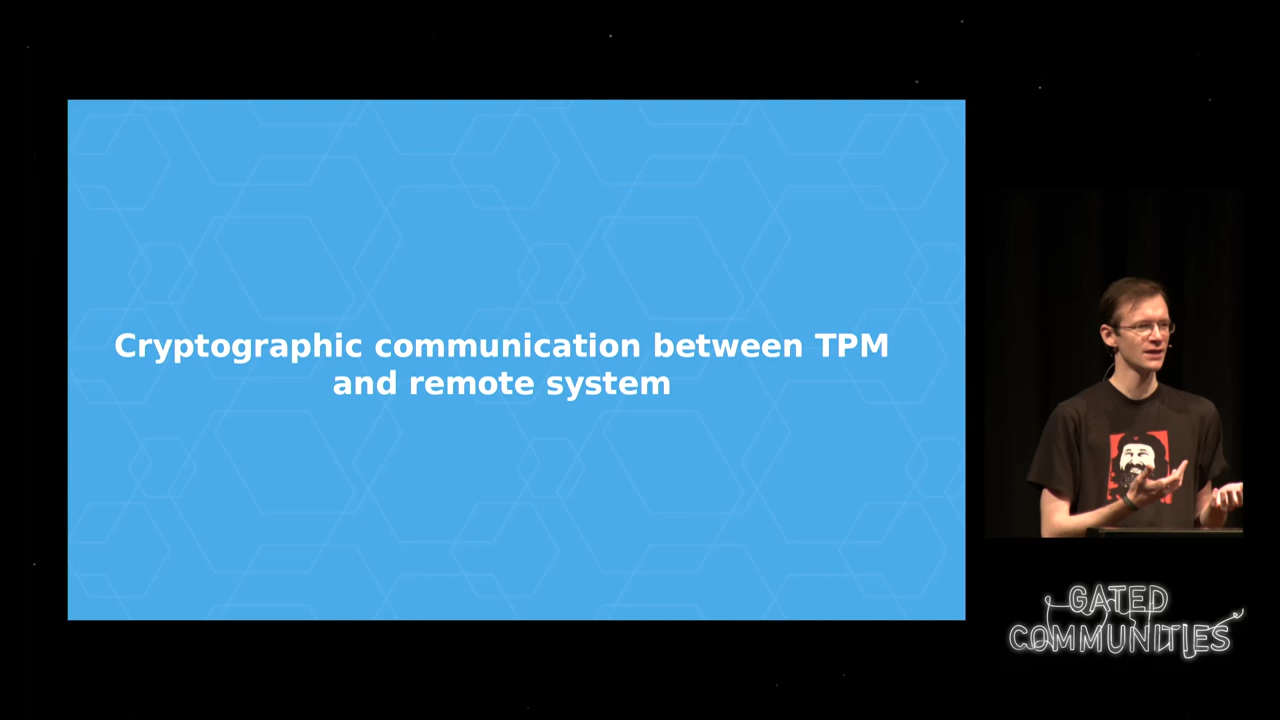 Cryptographic communication between TPM
and remote system
GATED
COMMUNITIES